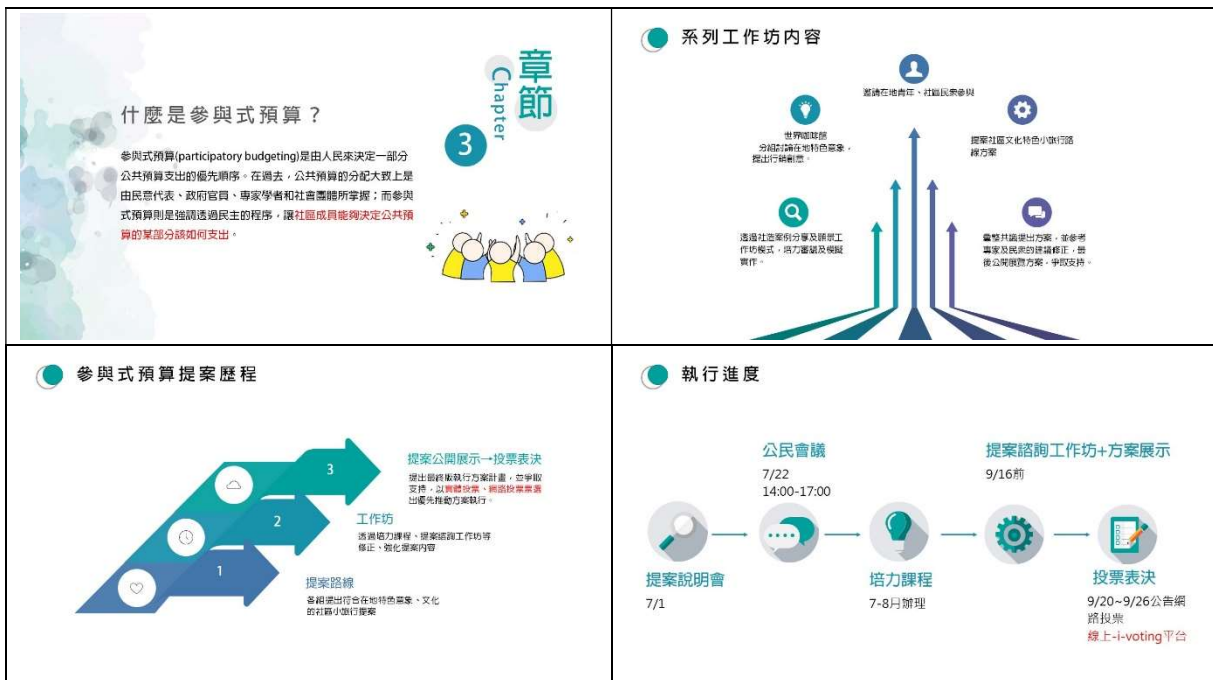 章節
Chapter
3
什麼是參與式預算？
參與式預算(participatory budgeting)是由人民來決定一部分
公共預算支出的優先順序。在過去，公共預算的分配大致上是
由民意代表、政府官員、專家學者和社會團體所掌握；而參與
式預算則是強調透過民主的程序，讓社區成員能夠決定公共預
算的某部分該如何支出。
系列工作坊內容
邀請在地青年、社區民眾參與
世界咖啡館
分組討論在地特色意象，
提出行銷創意。
提案社區文化特色小旅行路
線方案
透過社造案例分享及願景工
作坊模式，培力審議及模擬
實作。
彙整共識提出方案，並參考
專家及民眾的建議修正，最
後公開展覽方案，爭取支持。
參與式預算提案歷程
3
提案公開展示→投票表決
提出最終版執行方案計畫，並爭取
支持，以實體投票、網路投票票選
出優先推動方案執行。
2
工作坊
透過培力課程、提案諮詢工作坊等
修正、強化提案內容
1
提案路線
各組提出符合在地特色意象、文化
的社區小旅行提案
執行進度
公民會議
7/22
14:00-17:00
提案諮詢工作坊+方案展示
9/16前
提案說明會
7/1
培力課程
7-8月辦理
投票表決
9/20~9/26公告網
路投票
線上-i-voting平台